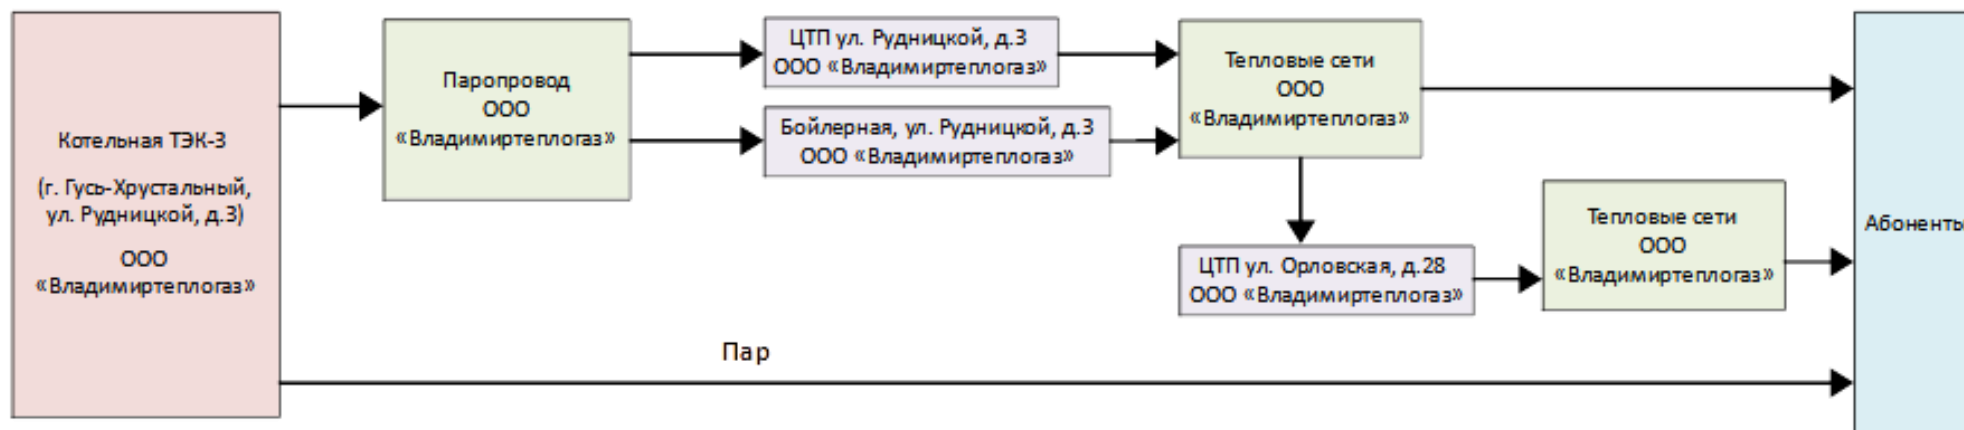 Котельная ТЭК-3
(г. Гусь-Хрустальный,
ул. Рудницкой, д.3)
ООО
«Владимиртеплогаз»
Паропровод
ООО
«Владимиртеплогаз»
ЦТП ул. Рудницкой, д.3
ООО «Владимиртеплогаз»
Бойлерная, ул. Рудницкой, д.3
ООО «Владимиртеплогаз»
Тепловые сети
ООО
«Владимиртеплогаз»
ЦТП ул. Орловская, д.28
ООО «Владимиртеплогаз»
Тепловые сети
ООО
«Владимиртеплогаз»
Абоненты
Пар